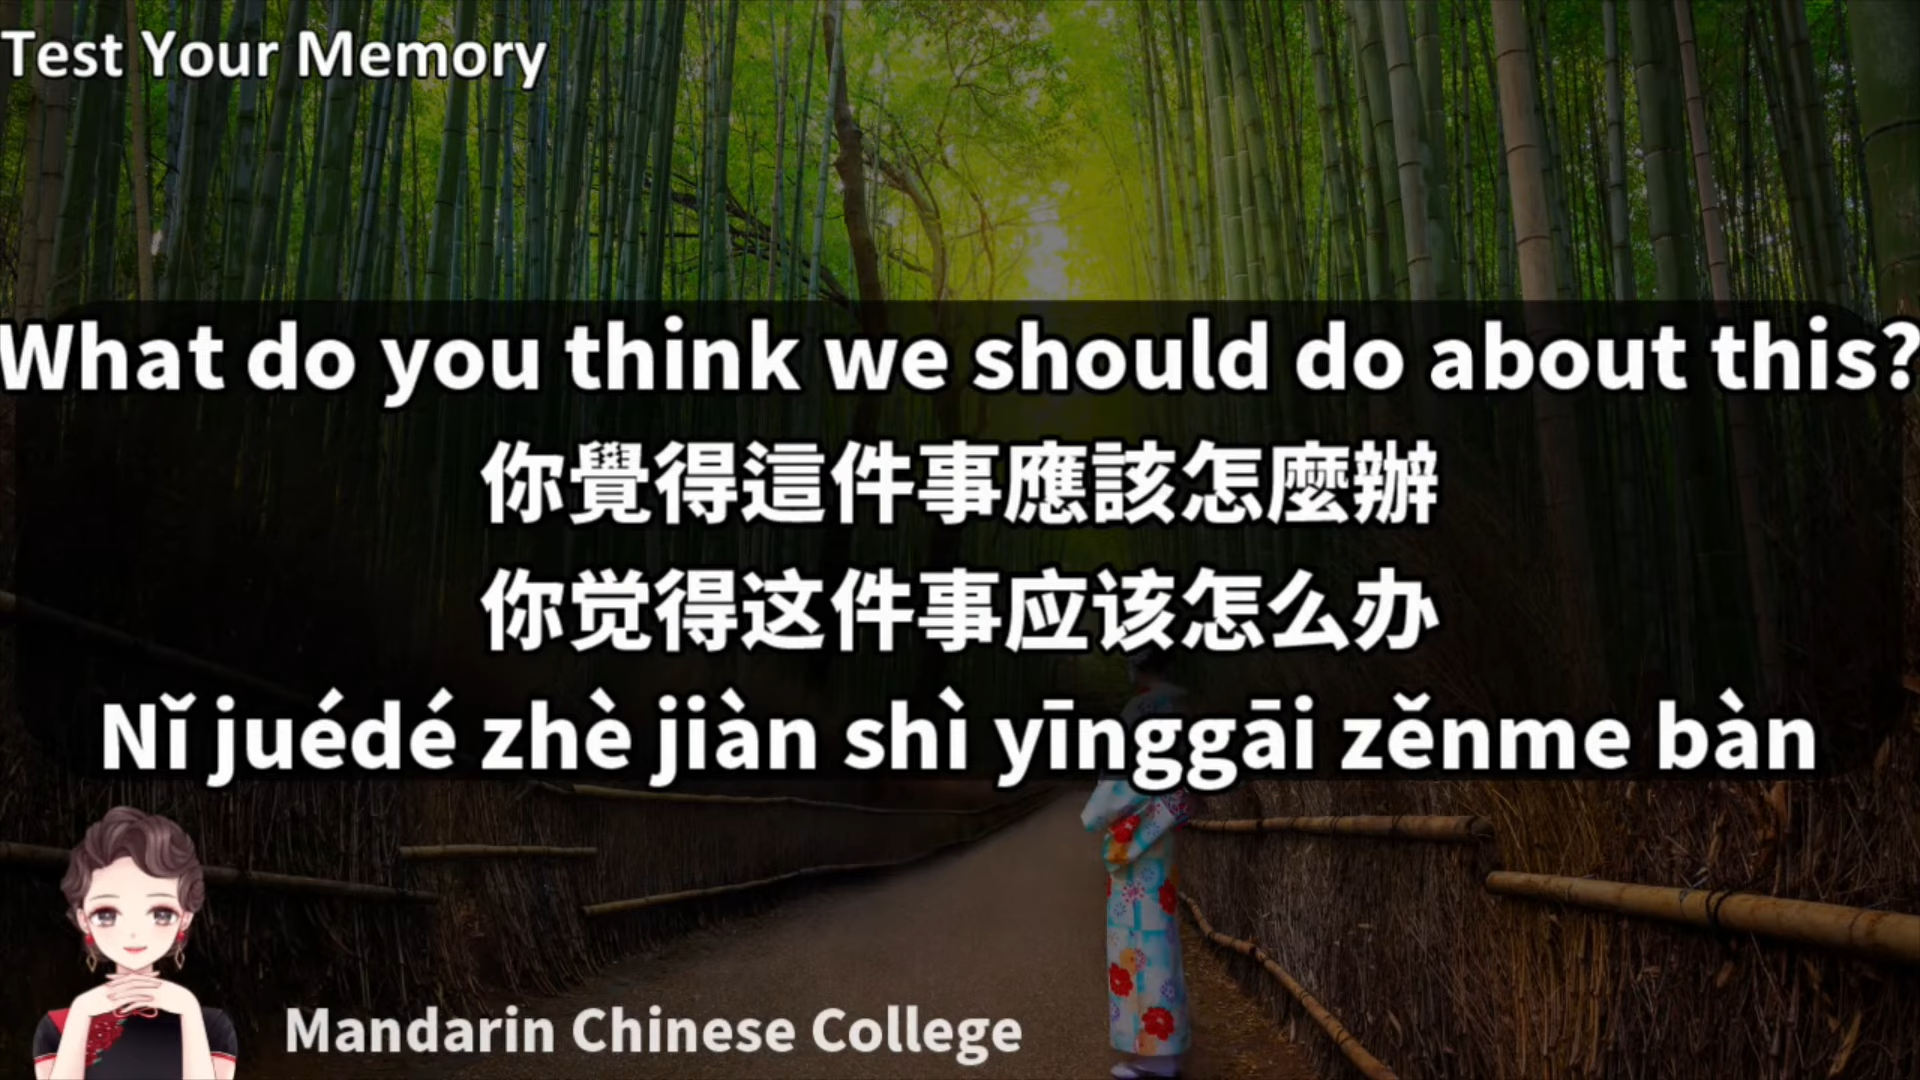 Test Your Memory
What do you think we should do about this?
你覺得這件事應該怎麼辦
你觉得这件事应该怎么办
Nǐ juédé zhè jiàn shì yīnggāi zěnme bàn
Mandarin Chinese College